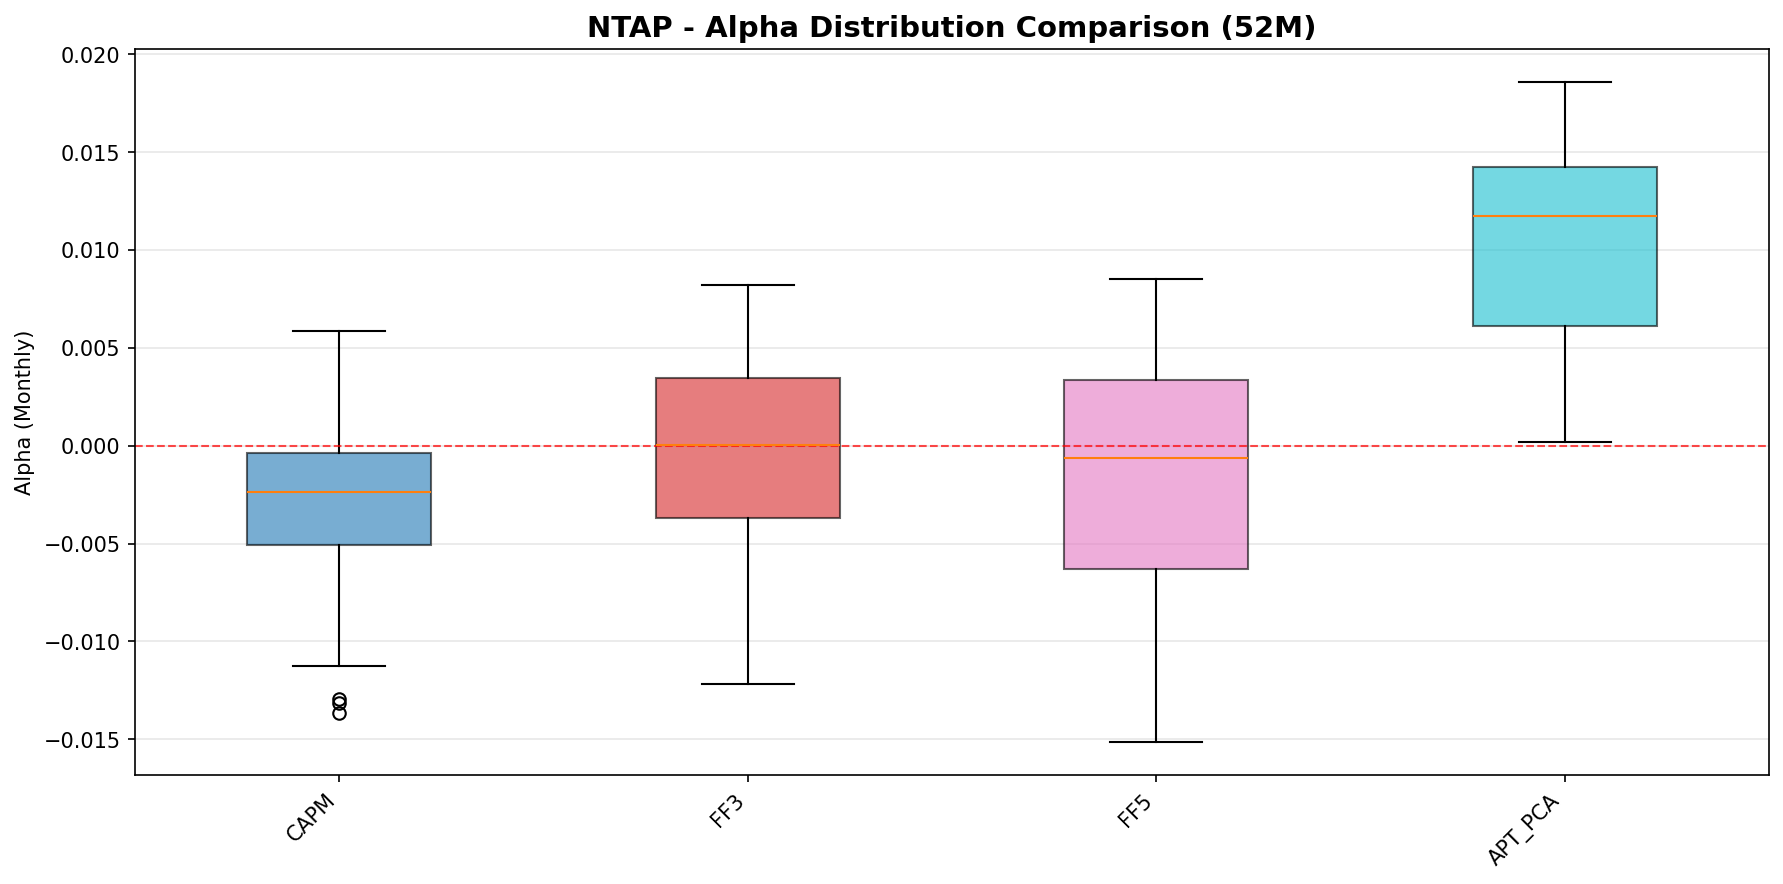 NTAP - Alpha Distribution Comparison (52M)
Alpha (Monthly)
0.020
0.015
0.010
0.005
0.000
−0.005
−0.010
−0.015
CAPM
FF3
FF5
APT_PCA